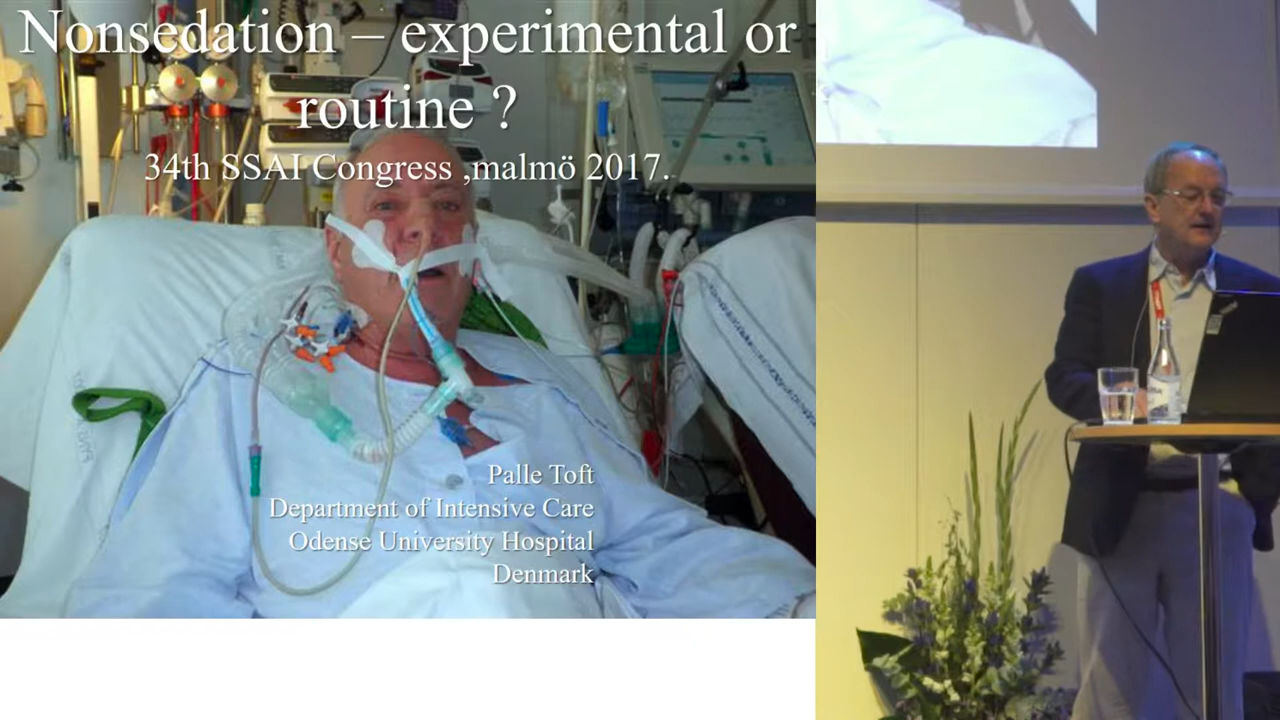 Nonsedation – experimental or
routine ?
34th SSAI Congress ,malmö 2017.
Palle Toft
Department of Intensive Care
Odense University Hospital
Denmark